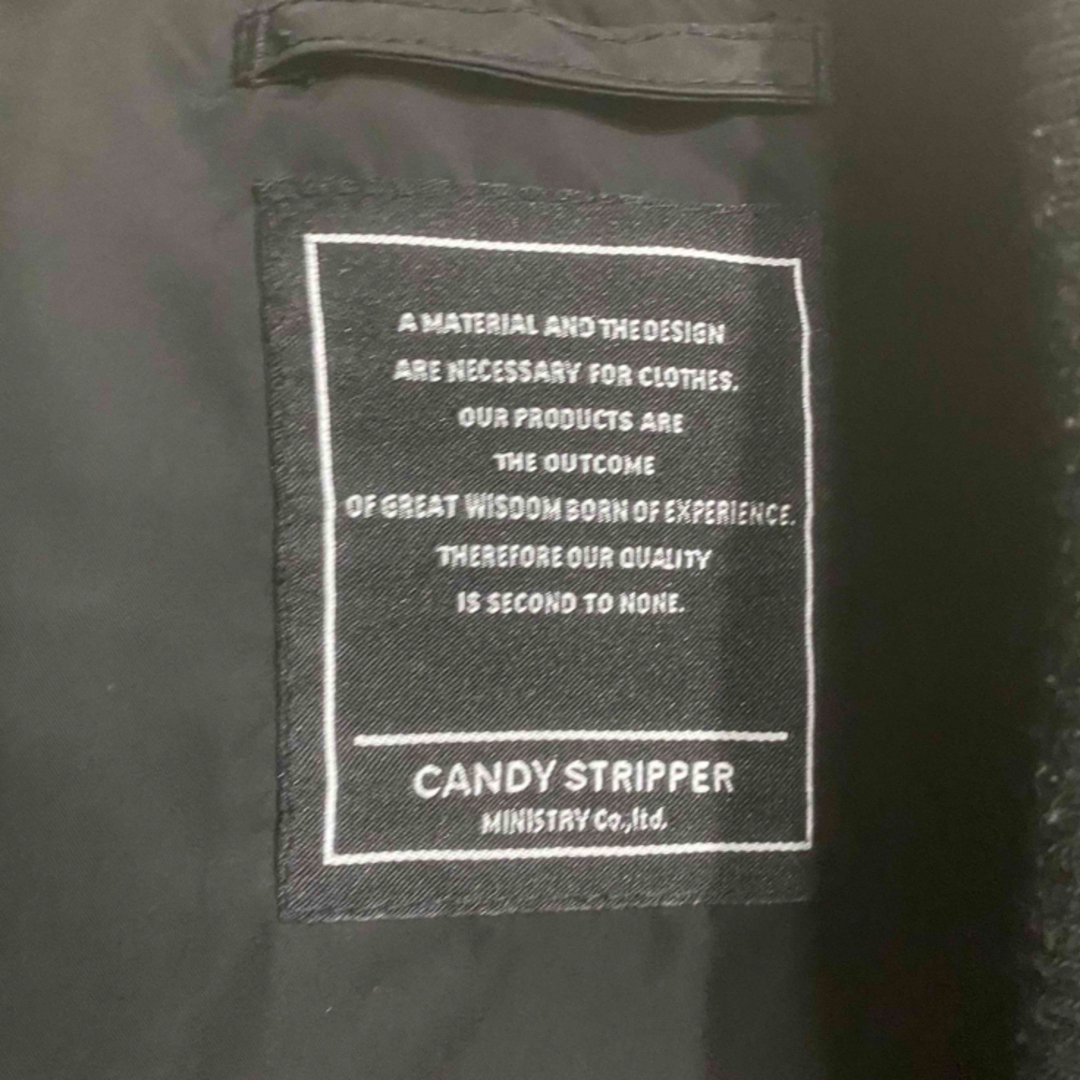 A MATERIAL AND THE DESIGN
ARE NECESSARY FOR CLOTHES.
OUR PRODUCTS ARE
THE OUTCOME
OF GREAT WISDOM BORN OF EXPERIENCE.
THEREFORE OUR QUALITY
IS SECOND TO NONE.
CANDY STRIPPER
MINISTRY Co.,ltd.